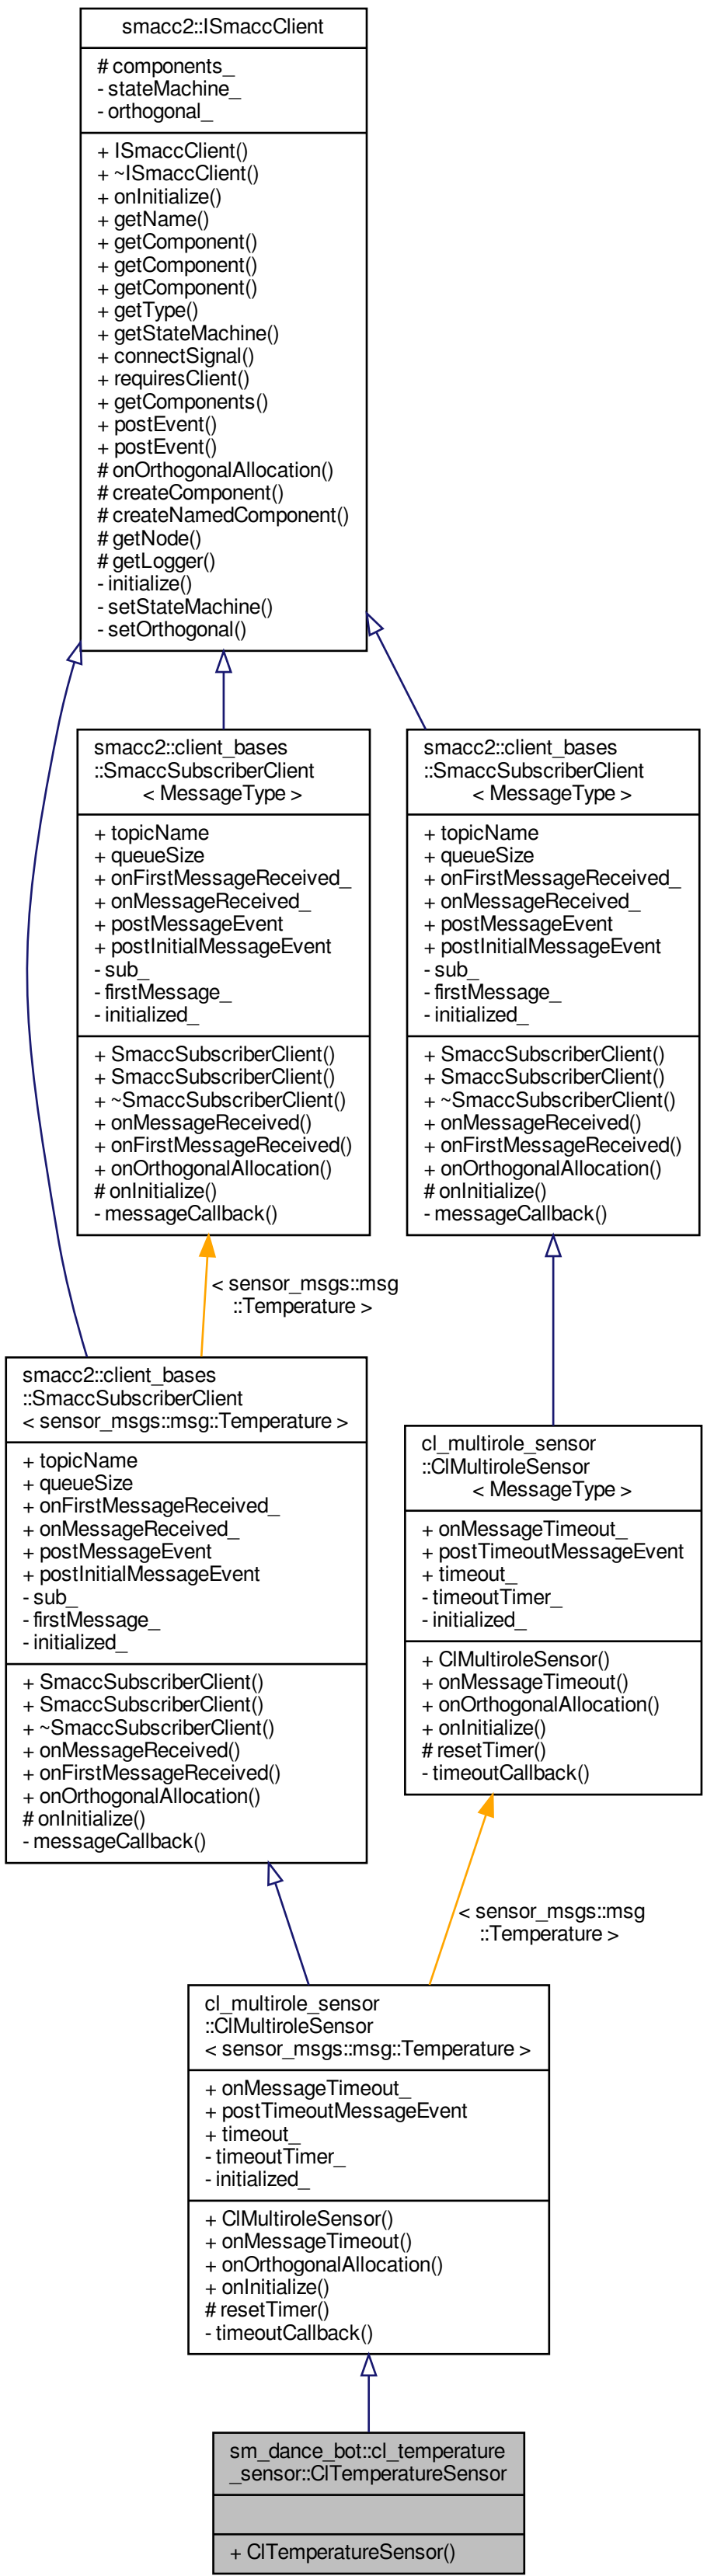 smacc2::ISmaccClient
# components_
- stateMachine_
- orthogonal_
+ ISmaccClient()
+ ~ISmaccClient()
+ onInitialize()
+ getName()
+ getComponent()
+ getComponent()
+ getComponent()
+ getType()
+ getStateMachine()
+ connectSignal()
+ requiresClient()
+ getComponents()
+ postEvent()
+ postEvent()
# onOrthogonalAllocation()
# createComponent()
# createNamedComponent()
# getNode()
# getLogger()
- initialize()
- setStateMachine()
- setOrthogonal()
smacc2::client_bases
::SmaccSubscriberClient
< MessageType >
+ topicName
+ queueSize
+ onFirstMessageReceived_
+ onMessageReceived_
+ postMessageEvent
+ postInitialMessageEvent
- sub_
- firstMessage_
- initialized_
+ SmaccSubscriberClient()
+ SmaccSubscriberClient()
+ ~SmaccSubscriberClient()
+ onMessageReceived()
+ onFirstMessageReceived()
+ onOrthogonalAllocation()
# onInitialize()
- messageCallback()
smacc2::client_bases
::SmaccSubscriberClient
< MessageType >
+ topicName
+ queueSize
+ onFirstMessageReceived_
+ onMessageReceived_
+ postMessageEvent
+ postInitialMessageEvent
- sub_
- firstMessage_
- initialized_
+ SmaccSubscriberClient()
+ SmaccSubscriberClient()
+ ~SmaccSubscriberClient()
+ onMessageReceived()
+ onFirstMessageReceived()
+ onOrthogonalAllocation()
# onInitialize()
- messageCallback()
< sensor_msgs::msg
::Temperature >
smacc2::client_bases
::SmaccSubscriberClient
< sensor_msgs::msg::Temperature >
+ topicName
+ queueSize
+ onFirstMessageReceived_
+ onMessageReceived_
+ postMessageEvent
+ postInitialMessageEvent
- sub_
- firstMessage_
- initialized_
+ SmaccSubscriberClient()
+ SmaccSubscriberClient()
+ ~SmaccSubscriberClient()
+ onMessageReceived()
+ onFirstMessageReceived()
+ onOrthogonalAllocation()
# onInitialize()
- messageCallback()
cl_multirole_sensor
::ClMultiroleSensor
< MessageType >
+ onMessageTimeout_
+ postTimeoutMessageEvent
+ timeout_
- timeoutTimer_
- initialized_
+ ClMultiroleSensor()
+ onMessageTimeout()
+ onOrthogonalAllocation()
+ onInitialize()
# resetTimer()
- timeoutCallback()
< sensor_msgs::msg
::Temperature >
cl_multirole_sensor
::ClMultiroleSensor
< sensor_msgs::msg::Temperature >
+ onMessageTimeout_
+ postTimeoutMessageEvent
+ timeout_
- timeoutTimer_
- initialized_
+ ClMultiroleSensor()
+ onMessageTimeout()
+ onOrthogonalAllocation()
+ onInitialize()
# resetTimer()
- timeoutCallback()
sm_dance_bot::cl_temperature
_sensor::ClTemperatureSensor
+ ClTemperatureSensor()